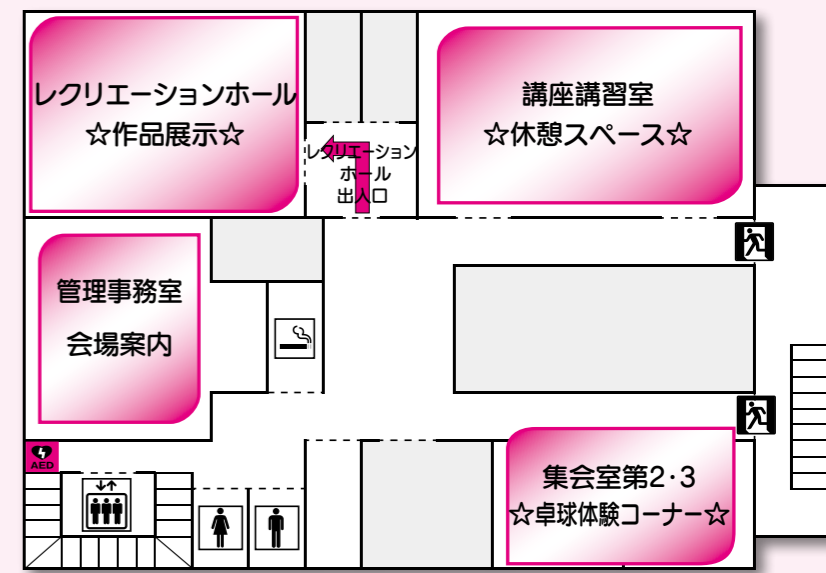 レクリエーションホール
☆作品展示☆
講座講習室
☆休憩スペース☆
レクリエーション
ホール
出入口
管理事務室
会場案内
AED
集会室第2・3
☆卓球体験コーナー☆